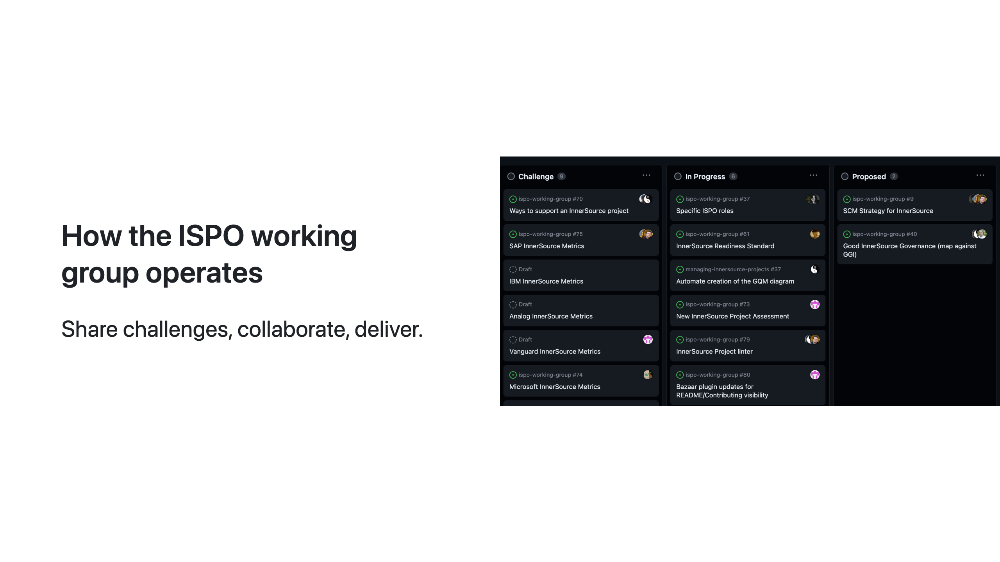 How the ISPO working
group operates
Share challenges, collaborate, deliver.
Challenge 9
ispo-working-group #70
Ways to support an InnerSource project
ispo-working-group #75
SAP InnerSource Metrics
Draft
IBM InnerSource Metrics
Draft
Analog InnerSource Metrics
Draft
Vanguard InnerSource Metrics
ispo-working-group #74
Microsoft InnerSource Metrics
In Progress 6
ispo-working-group #37
Specific ISPO roles
ispo-working-group #61
InnerSource Readiness Standard
managing-innersource-projects #37
Automate creation of the GQM diagram
ispo-working-group #73
New InnerSource Project Assessment
ispo-working-group #79
InnerSource Project linter
ispo-working-group #80
Bazaar plugin updates for
README/Contributing visibility
Proposed 2
ispo-working-group #9
SCM Strategy for InnerSource
ispo-working-group #40
Good InnerSource Governance (map against
GGI)